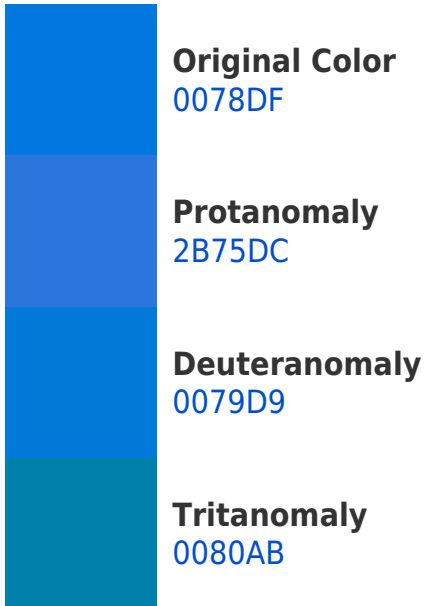 Original Color
0078DF
Protanomaly
2B75DC
Deuteranomaly
0079D9
Tritanomaly
0080AB